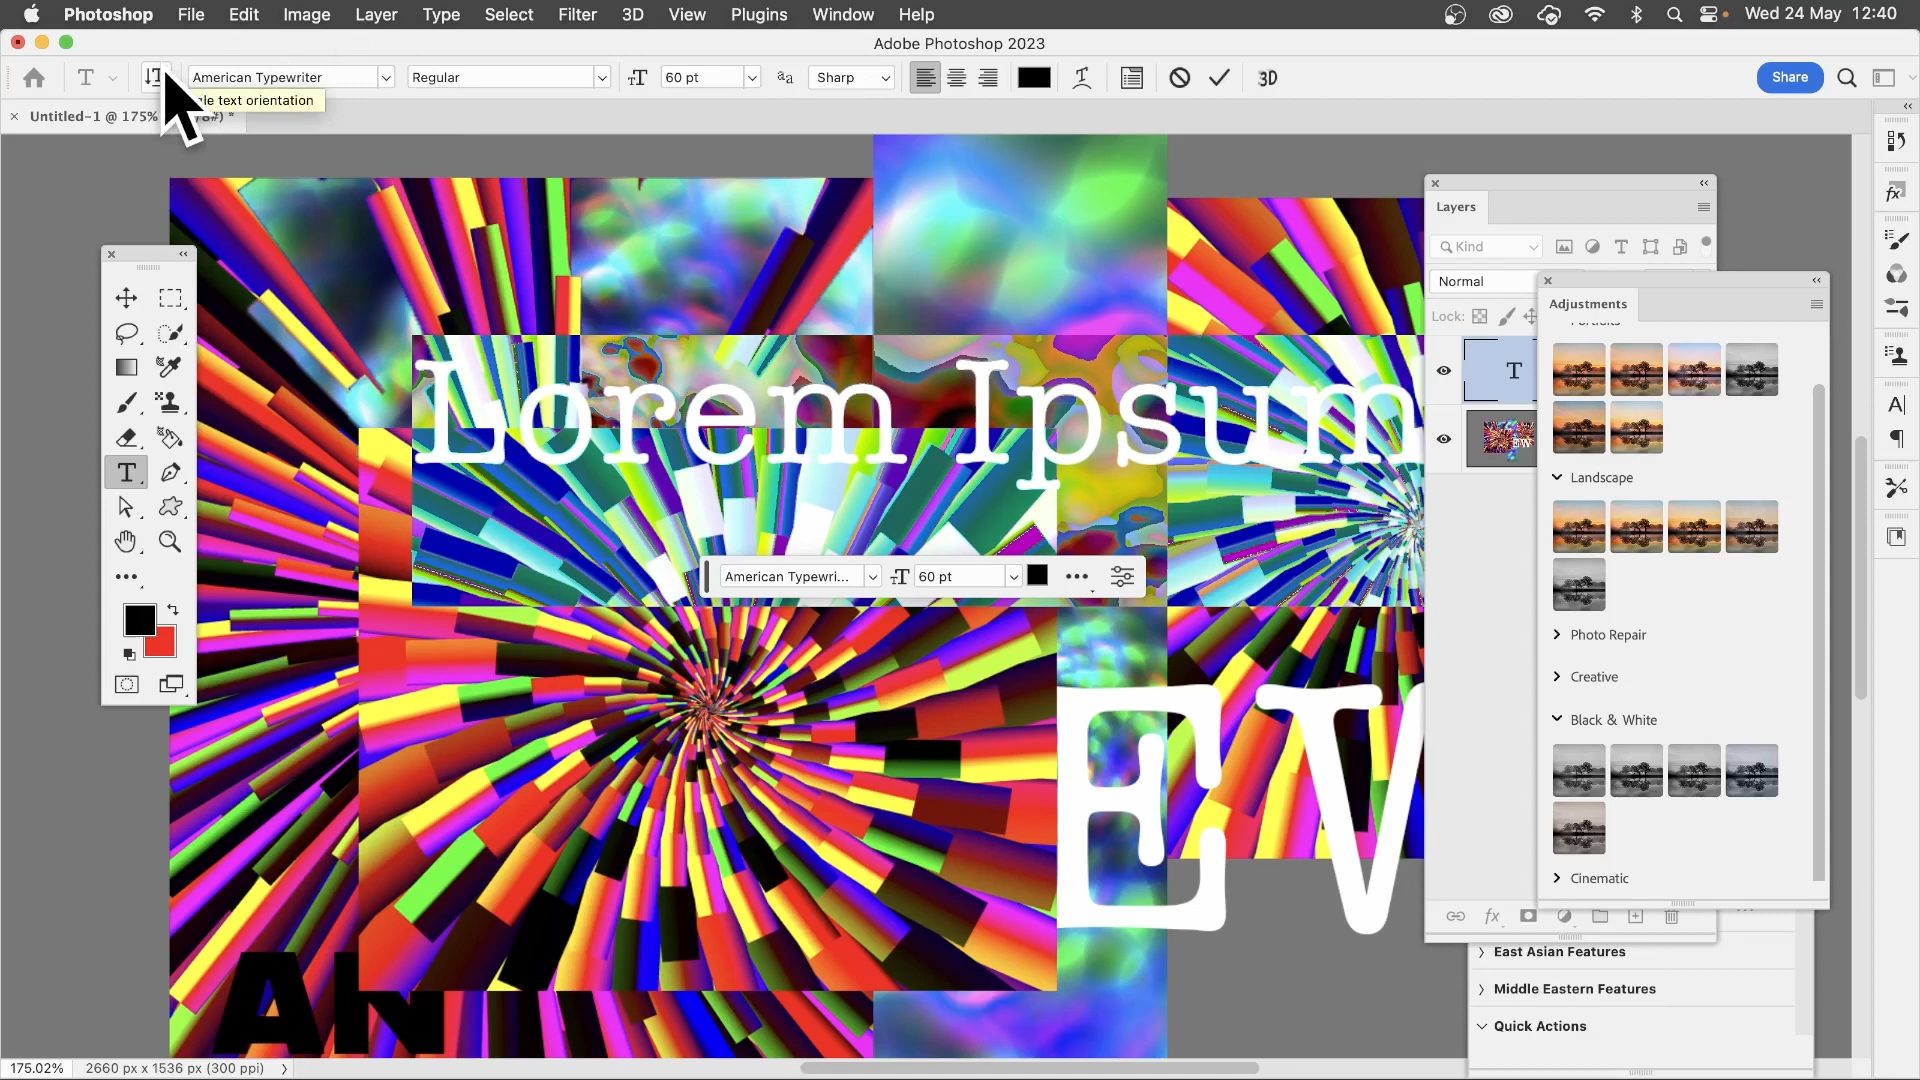 Photoshop File Edit Image Layer Type Select Filter 3D View Plugins Window Help Wed 24 May 12:40
Adobe Photoshop 2023
T American Typewriter Regular 60 pt Sharp 3D Share
text orientation
Untitled-1 @ 175%
Layers
Kind
Normal
Lock:
Adjustments
Landscape
Photo Repair
Creative
Black & White
Cinematic
East Asian Features
Middle Eastern Features
Quick Actions
Lorem Ipsum
American Typewri... 60 pt
EV
AN
175.02% 2660 px x 1536 px (300 ppi)